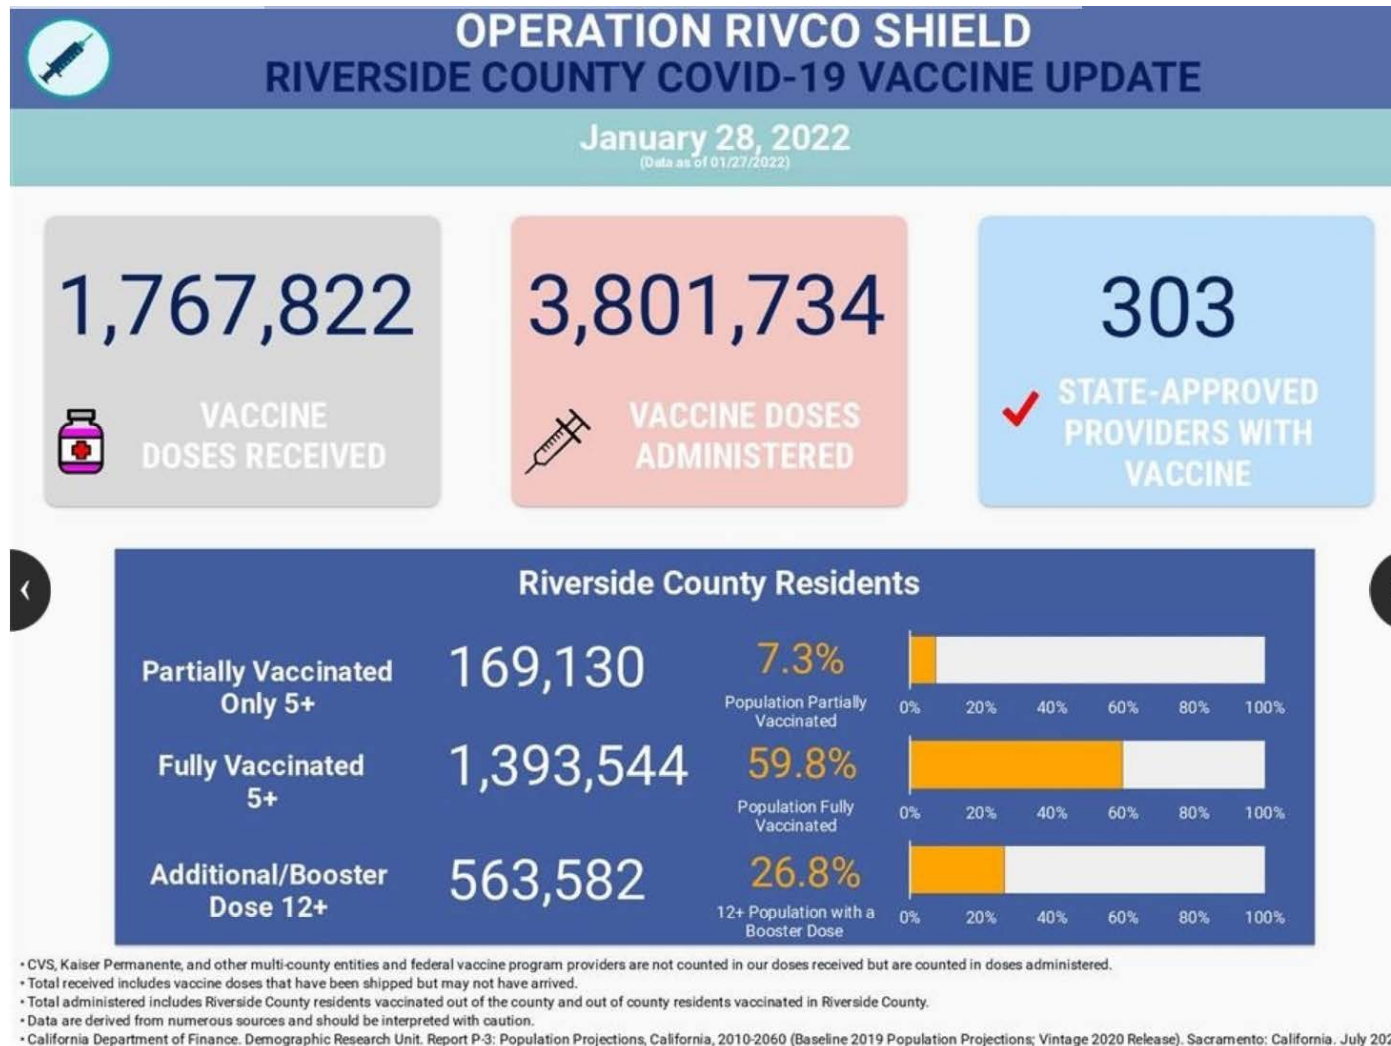 OPERATION RIVCO SHIELD
RIVERSIDE COUNTY COVID-19 VACCINE UPDATE
January 28, 2022
(Data as of 01/27/2022)
1,767,822
VACCINE
DOSES RECEIVED
3,801,734
VACCINE DOSES
ADMINISTERED
303
STATE-APPROVED
PROVIDERS WITH
VACCINE
Riverside County Residents
Partially Vaccinated
Only 5+
169,130
7.3%
Population Partially
Vaccinated
0% 20% 40% 60% 80% 100%
Fully Vaccinated
5+
1,393,544
59.8%
Population Fully
Vaccinated
0% 20% 40% 60% 80% 100%
Additional/Booster
Dose 12+
563,582
26.8%
12+ Population with a
Booster Dose
0% 20% 40% 60% 80% 100%
• CVS, Kaiser Permanente, and other multi-county entities and federal vaccine program providers are not counted in our doses received but are counted in doses administered.
• Total received includes vaccine doses that have been shipped but may not have arrived.
• Total administered includes Riverside County residents vaccinated out of the county and out of county residents vaccinated in Riverside County.
• Data are derived from numerous sources and should be interpreted with caution.
• California Department of Finance. Demographic Research Unit. Report P-3: Population Projections, California, 2010-2060 (Baseline 2019 Population Projections; Vintage 2020 Release). Sacramento: California. July